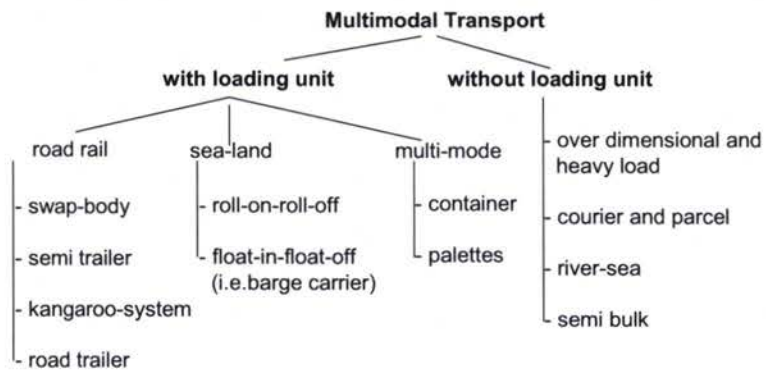 Multimodal Transport
with loading unit
without loading unit
road rail
- swap-body
- semi trailer
- kangaroo-system
- road trailer
sea-land
- roll-on-roll-off
- float-in-float-off
(i.e.barge carrier)
multi-mode
- container
- palettes
- over dimensional and
heavy load
- courier and parcel
- river-sea
- semi bulk